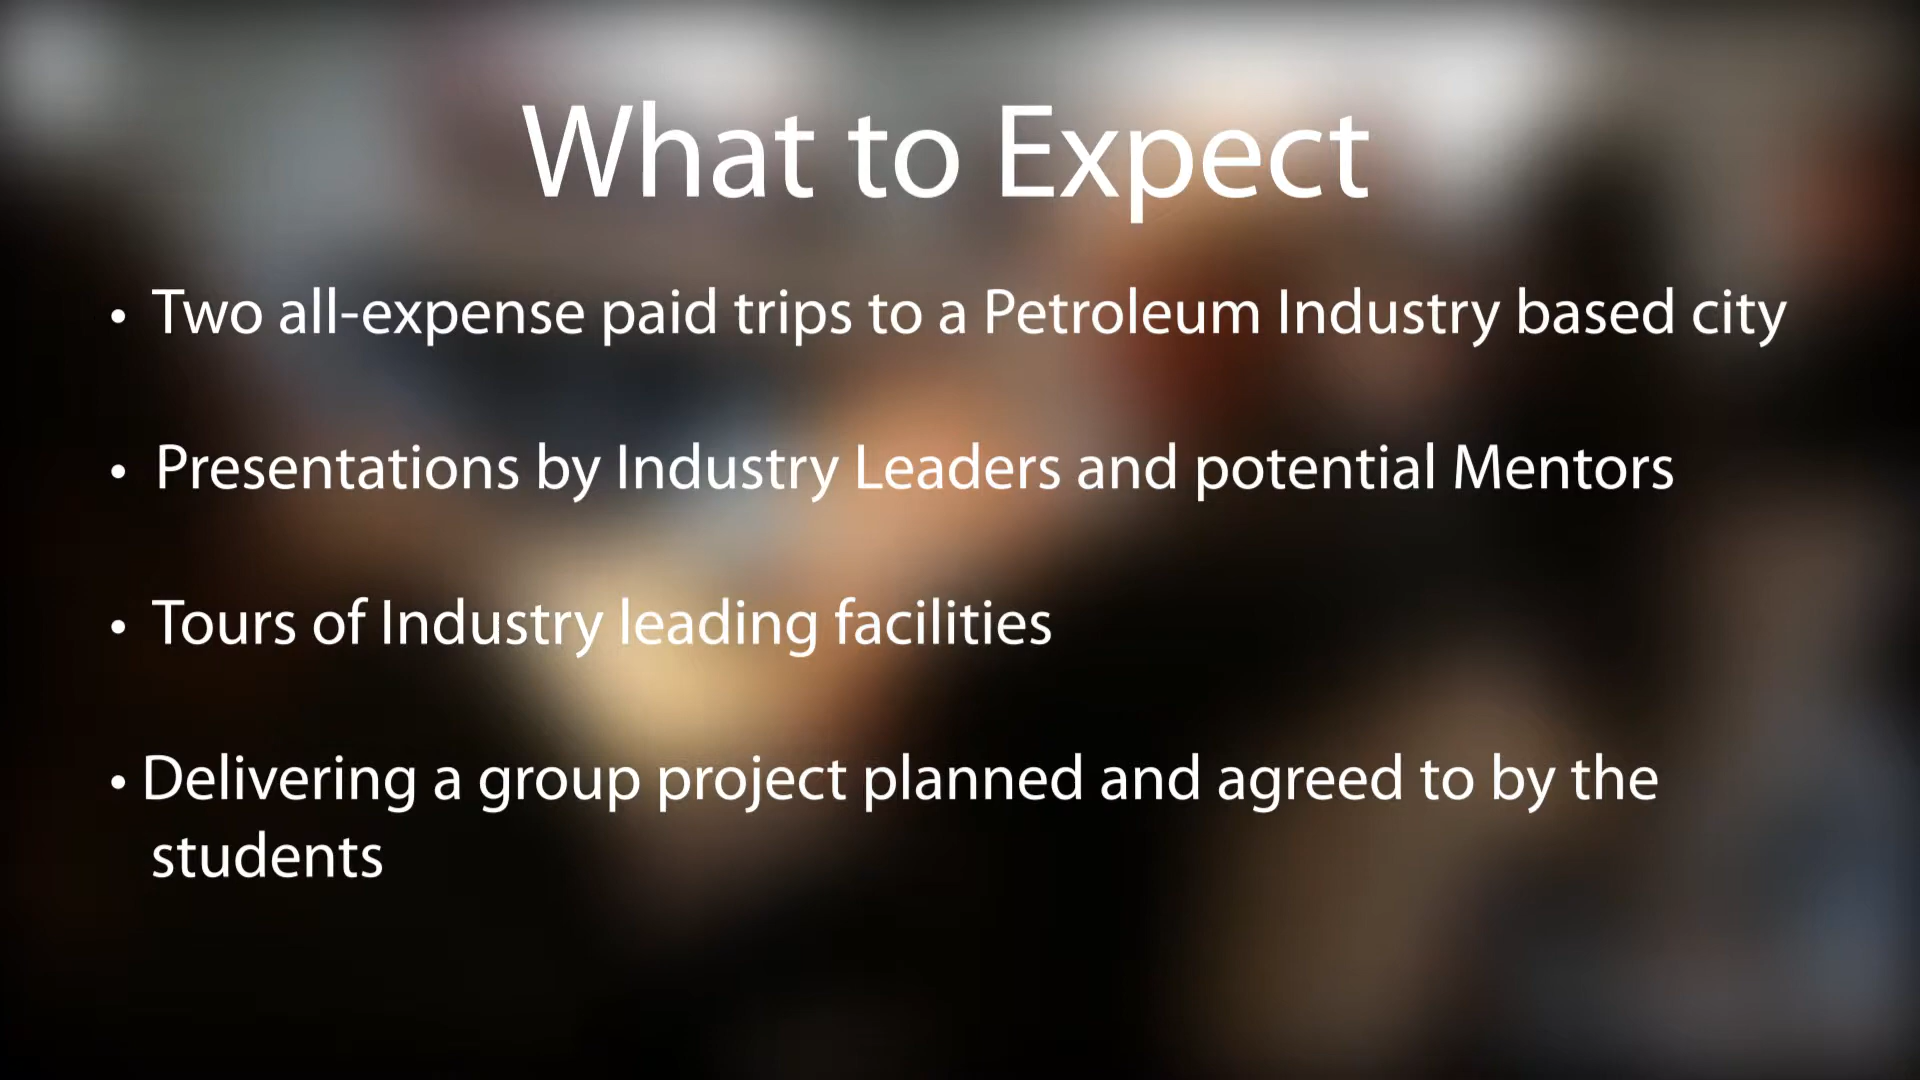 What to Expect
• Two all-expense paid trips to a Petroleum Industry based city
• Presentations by Industry Leaders and potential Mentors
• Tours of Industry leading facilities
• Delivering a group project planned and agreed to by the
students